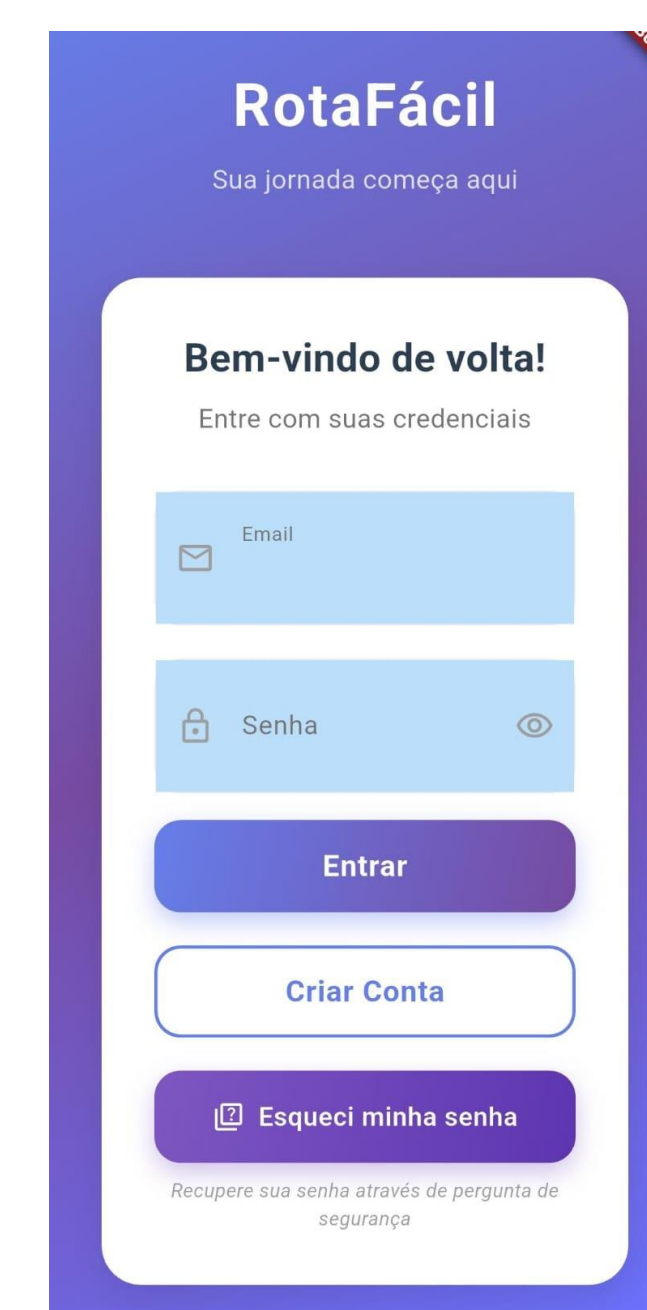 RotaFácil
Sua jornada começa aqui
Bem-vindo de volta!
Entre com suas credenciais
Email
Senha
Entrar
Criar Conta
Esqueci minha senha
Recupere sua senha através de pergunta de
segurança